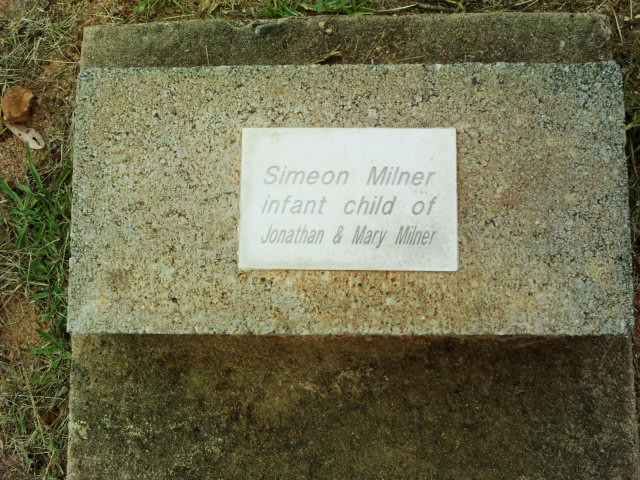 Simeon Milner
infant child of
Jonathan & Mary Milner